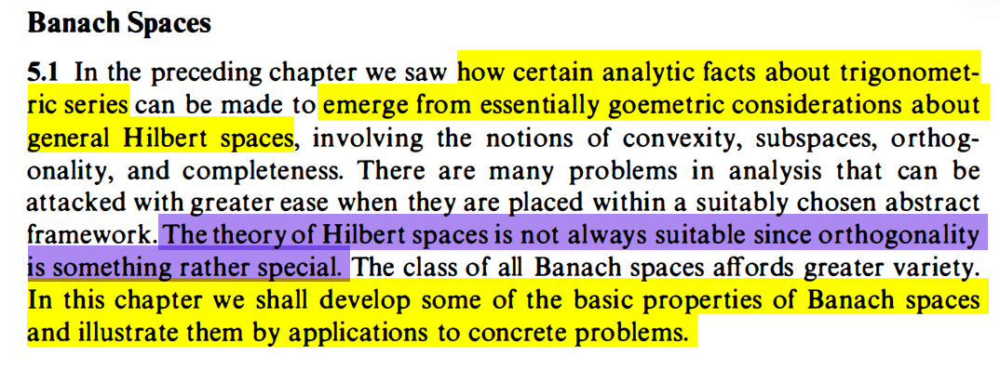 Banach Spaces
5.1 In the preceding chapter we saw how certain analytic facts about trigonomet-
ric series can be made to emerge from essentially goemetric considerations about
general Hilbert spaces, involving the notions of convexity, subspaces, orthog-
onality, and completeness. There are many problems in analysis that can be
attacked with greater ease when they are placed within a suitably chosen abstract
framework. The theory of Hilbert spaces is not always suitable since orthogonality
is something rather special. The class of all Banach spaces affords greater variety.
In this chapter we shall develop some of the basic properties of Banach spaces
and illustrate them by applications to concrete problems.